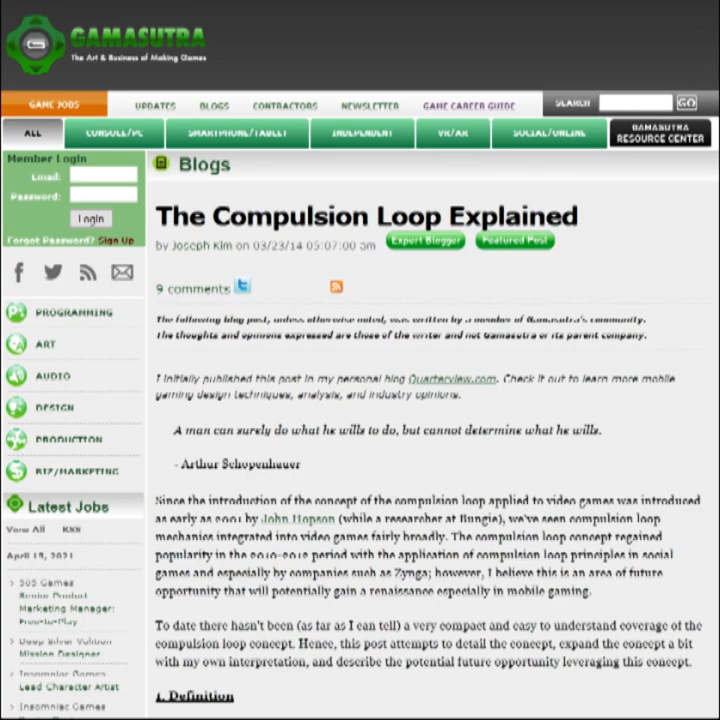 GAMASUTRA
The Art & Business of Making Games
GAME JOBS
UPDATES
BLOGS
CONTRACTORS
NEWSLETTER
GAME CAREER GUIDE
SEARCH
GO
ALL
CONSOLE/PC
SMARTPHONE/TABLET
INDEPENDENT
VR/AR
SOCIAL/ONLINE
GAMASUTRA
RESOURCE CENTER
Member Login
Email:
Password:
Login
Forgot Password? Sign Up
PROGRAMMING
ART
AUDIO
DESIGN
PRODUCTION
BIZ/MARKETING
Latest Jobs
View All RSS
April 15, 2021
505 Games
Senior Product
Marketing Manager:
Free-to-Play
Deep Silver Volition
Mission Designer
Insomniac Games
Lead Character Artist
Insomniac Games
Blogs
The Compulsion Loop Explained
by Joseph Kim on 03/23/14 05:07:00 am
Expert Blogger
Featured Post
9 comments
The following blog post, unless otherwise noted, was written by a member of Gamasutra's community.
The thoughts and opinions expressed are those of the writer and not Gamasutra or its parent company.
I initially published this post in my personal blog Quarterview.com. Check it out to learn more mobile
gaming design techniques, analysis, and industry opinions.
A man can surely do what he wills to do, but cannot determine what he wills.
- Arthur Schopenhauer
Since the introduction of the concept of the compulsion loop applied to video games was introduced
as early as 2001 by John Hopson (while a researcher at Bungie), we've seen compulsion loop
mechanics integrated into video games fairly broadly. The compulsion loop concept regained
popularity in the 2010-2012 period with the application of compulsion loop principles in social
games and especially by companies such as Zynga; however, I believe this is an area of future
opportunity that will potentially gain a renaissance especially in mobile gaming.
To date there hasn't been (as far as I can tell) a very compact and easy to understand coverage of the
compulsion loop concept. Hence, this post attempts to detail the concept, expand the concept a bit
with my own interpretation, and describe the potential future opportunity leveraging this concept.
1. Definition